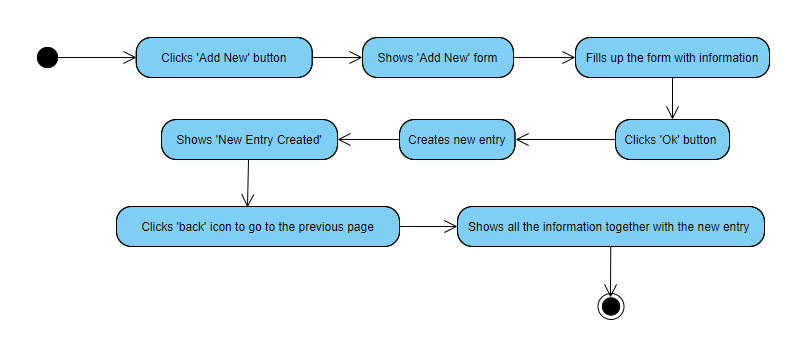 Clicks 'Add New' button
Shows 'Add New' form
Fills up the form with information
Clicks 'Ok' button
Creates new entry
Shows 'New Entry Created'
Clicks 'back' icon to go to the previous page
Shows all the information together with the new entry